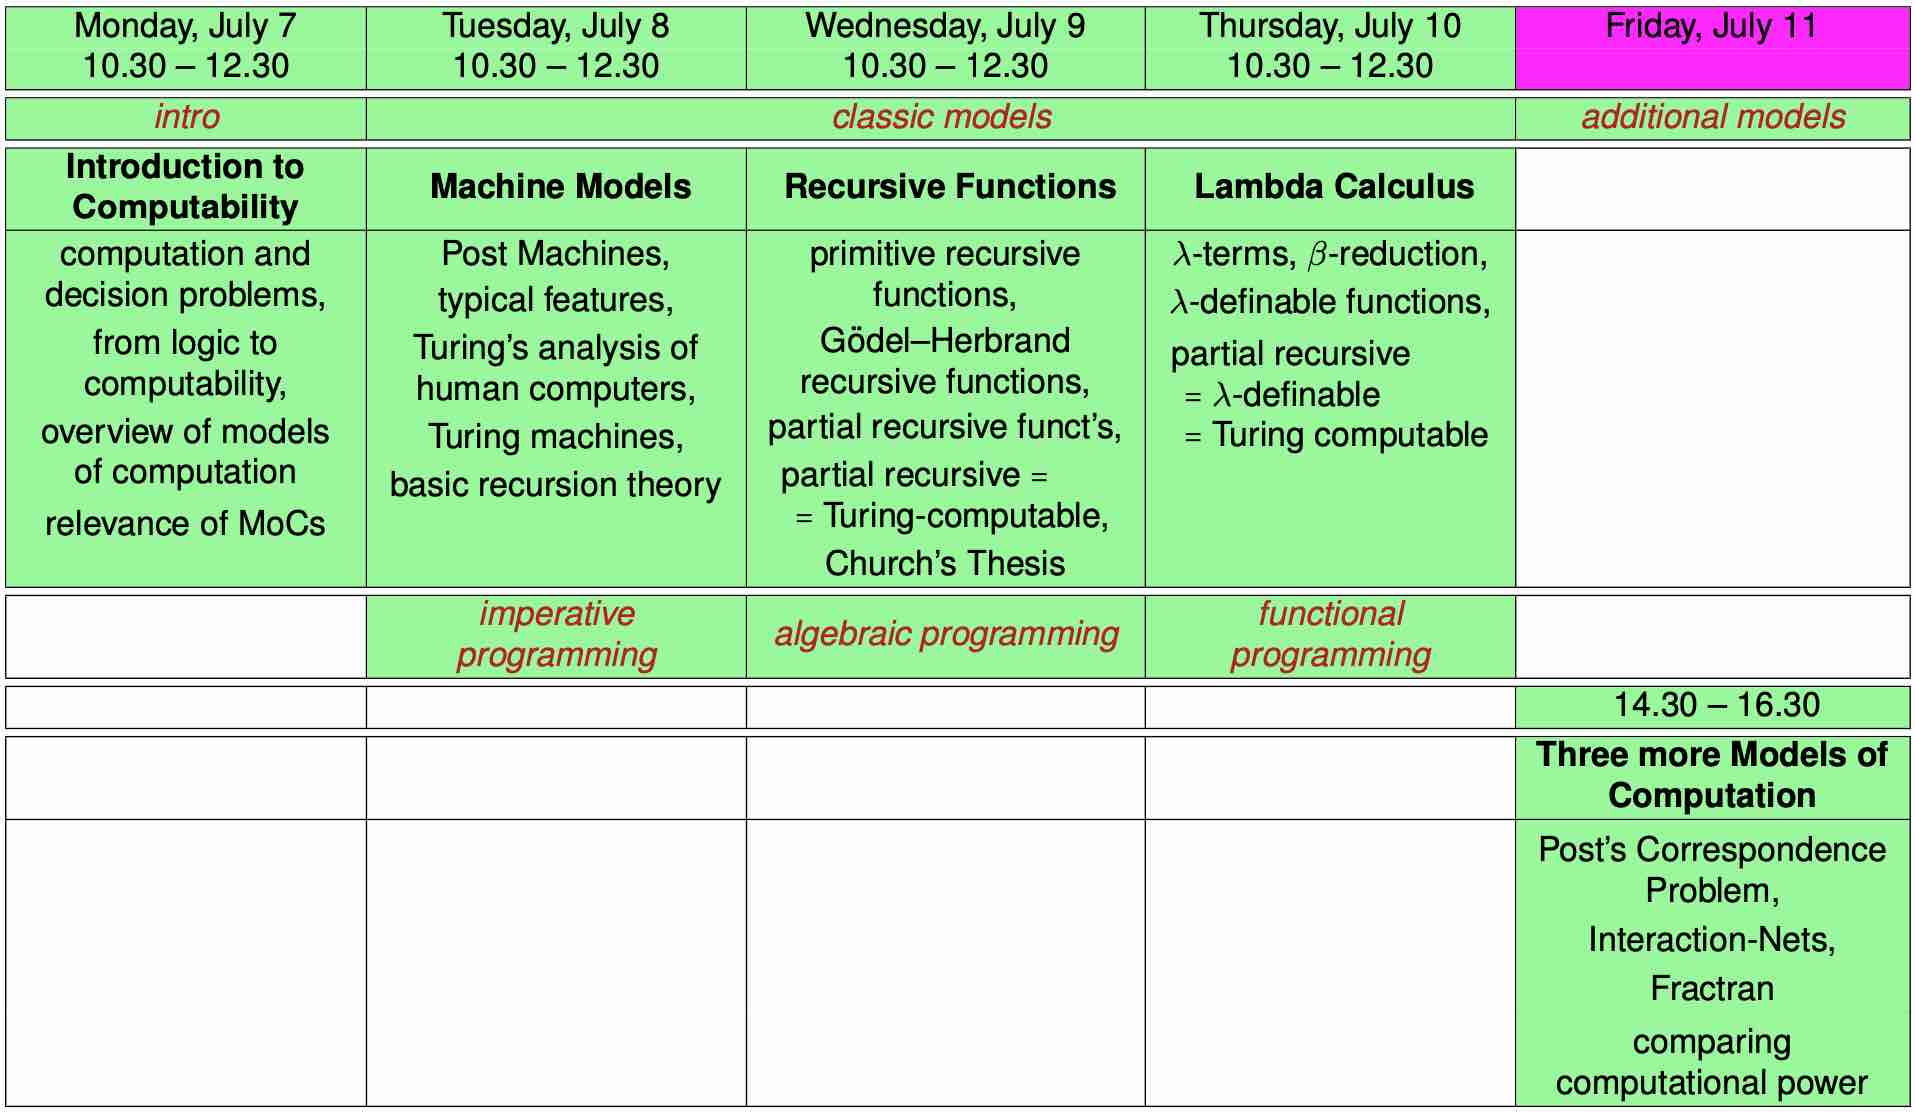 Monday, July 7
10.30 – 12.30
Tuesday, July 8
10.30 – 12.30
Wednesday, July 9
10.30 – 12.30
Thursday, July 10
10.30 – 12.30
Friday, July 11
intro
classic models
additional models
Introduction to
Computability
Machine Models
Recursive Functions
Lambda Calculus
computation and
decision problems,
from logic to
computability,
overview of models
of computation
relevance of MoCs
Post Machines,
typical features,
Turing's analysis of
human computers,
Turing machines,
basic recursion theory
primitive recursive
functions,
Gödel–Herbrand
recursive functions,
partial recursive funct's,
partial recursive =
= Turing-computable,
Church's Thesis
λ-terms, β-reduction,
λ-definable functions,
partial recursive
= λ-definable
= Turing computable
imperative
programming
algebraic programming
functional
programming
14.30 – 16.30
Three more Models of
Computation
Post's Correspondence
Problem,
Interaction-Nets,
Fractran
comparing
computational power